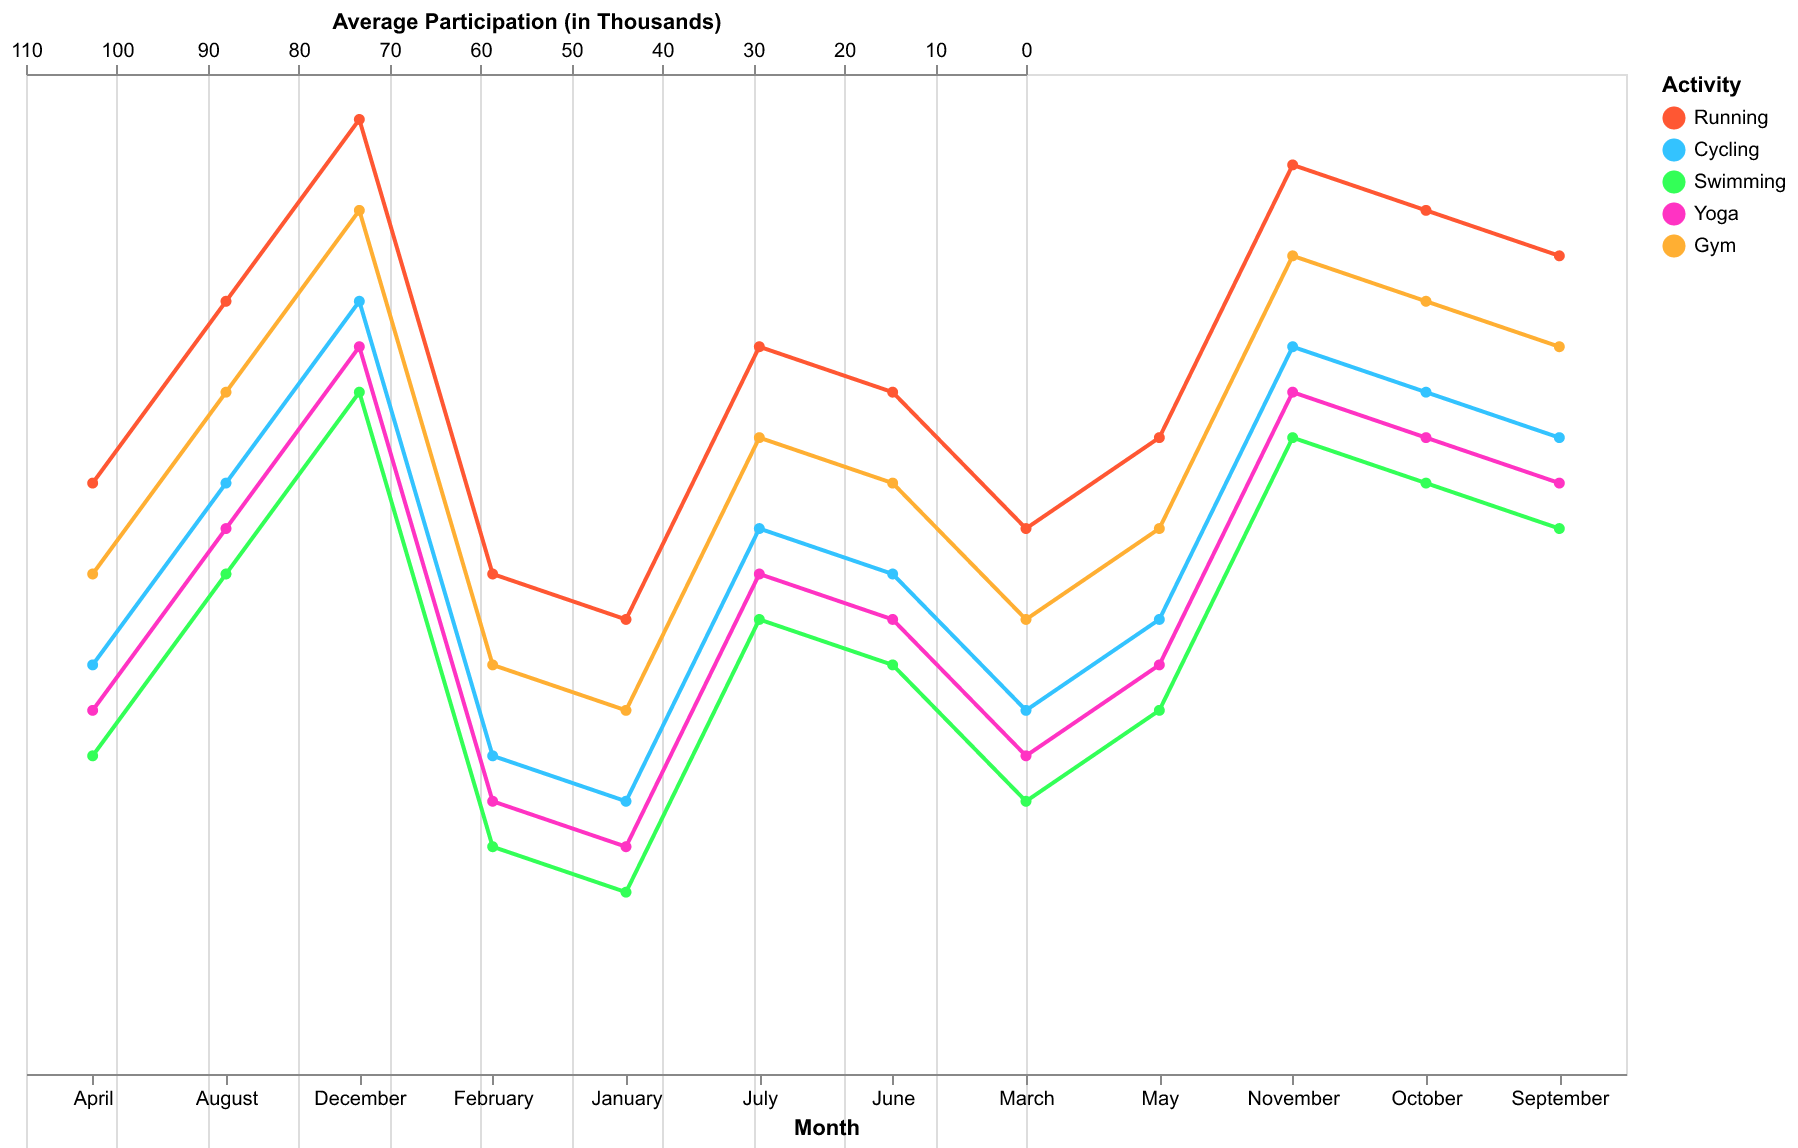 Average Participation (in Thousands)
110 100 90 80 70 60 50 40 30 20 10 0
Activity
Running
Cycling
Swimming
Yoga
Gym
April August December February January July June March May November October September
Month